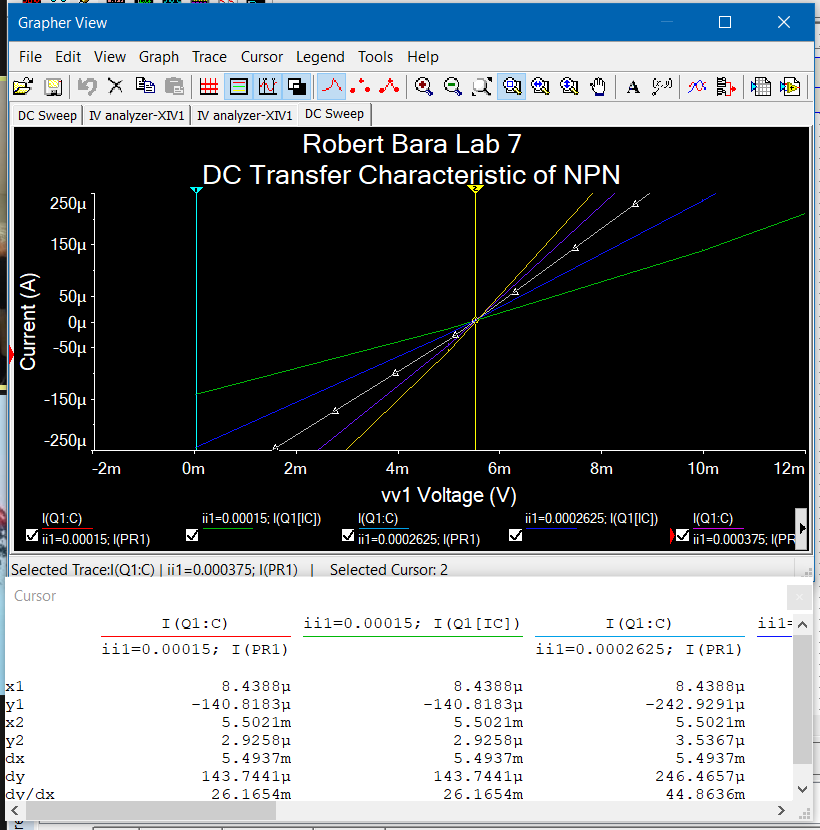 Grapher View
File Edit View Graph Trace Cursor Legend Tools Help
DC Sweep IV analyzer-XIV1 IV analyzer-XIV1 DC Sweep
Robert Bara Lab 7
DC Transfer Characteristic of NPN
1 2
250µ
150µ
50µ
0µ
-50µ
-150µ
-250µ
Current (A)
-2m 0m 2m 4m 6m 8m 10m 12m
vv1 Voltage (V)
I(Q1:C) ii1=0.00015; I(Q1[IC]) I(Q1:C) ii1=0.0002625; I(Q1[IC]) I(Q1:C)
ii1=0.00015; I(PR1) ii1=0.0002625; I(PR1) ii1=0.000375; I(PR
Selected Trace:I(Q1:C) | ii1=0.000375; I(PR1) | Selected Cursor: 2
Cursor
I(Q1:C) ii1=0.00015; I(Q1[IC]) I(Q1:C) ii1=
ii1=0.00015; I(PR1) ii1=0.0002625; I(PR1)
x1 8.4388µ 8.4388µ 8.4388µ
y1 -140.8183µ -140.8183µ -242.9291µ
x2 5.5021m 5.5021m 5.5021m
y2 2.9258µ 2.9258µ 3.5367µ
dx 5.4937m 5.4937m 5.4937m
dy 143.7441µ 143.7441µ 246.4657µ
dy/dx 26.1654m 26.1654m 44.8636m